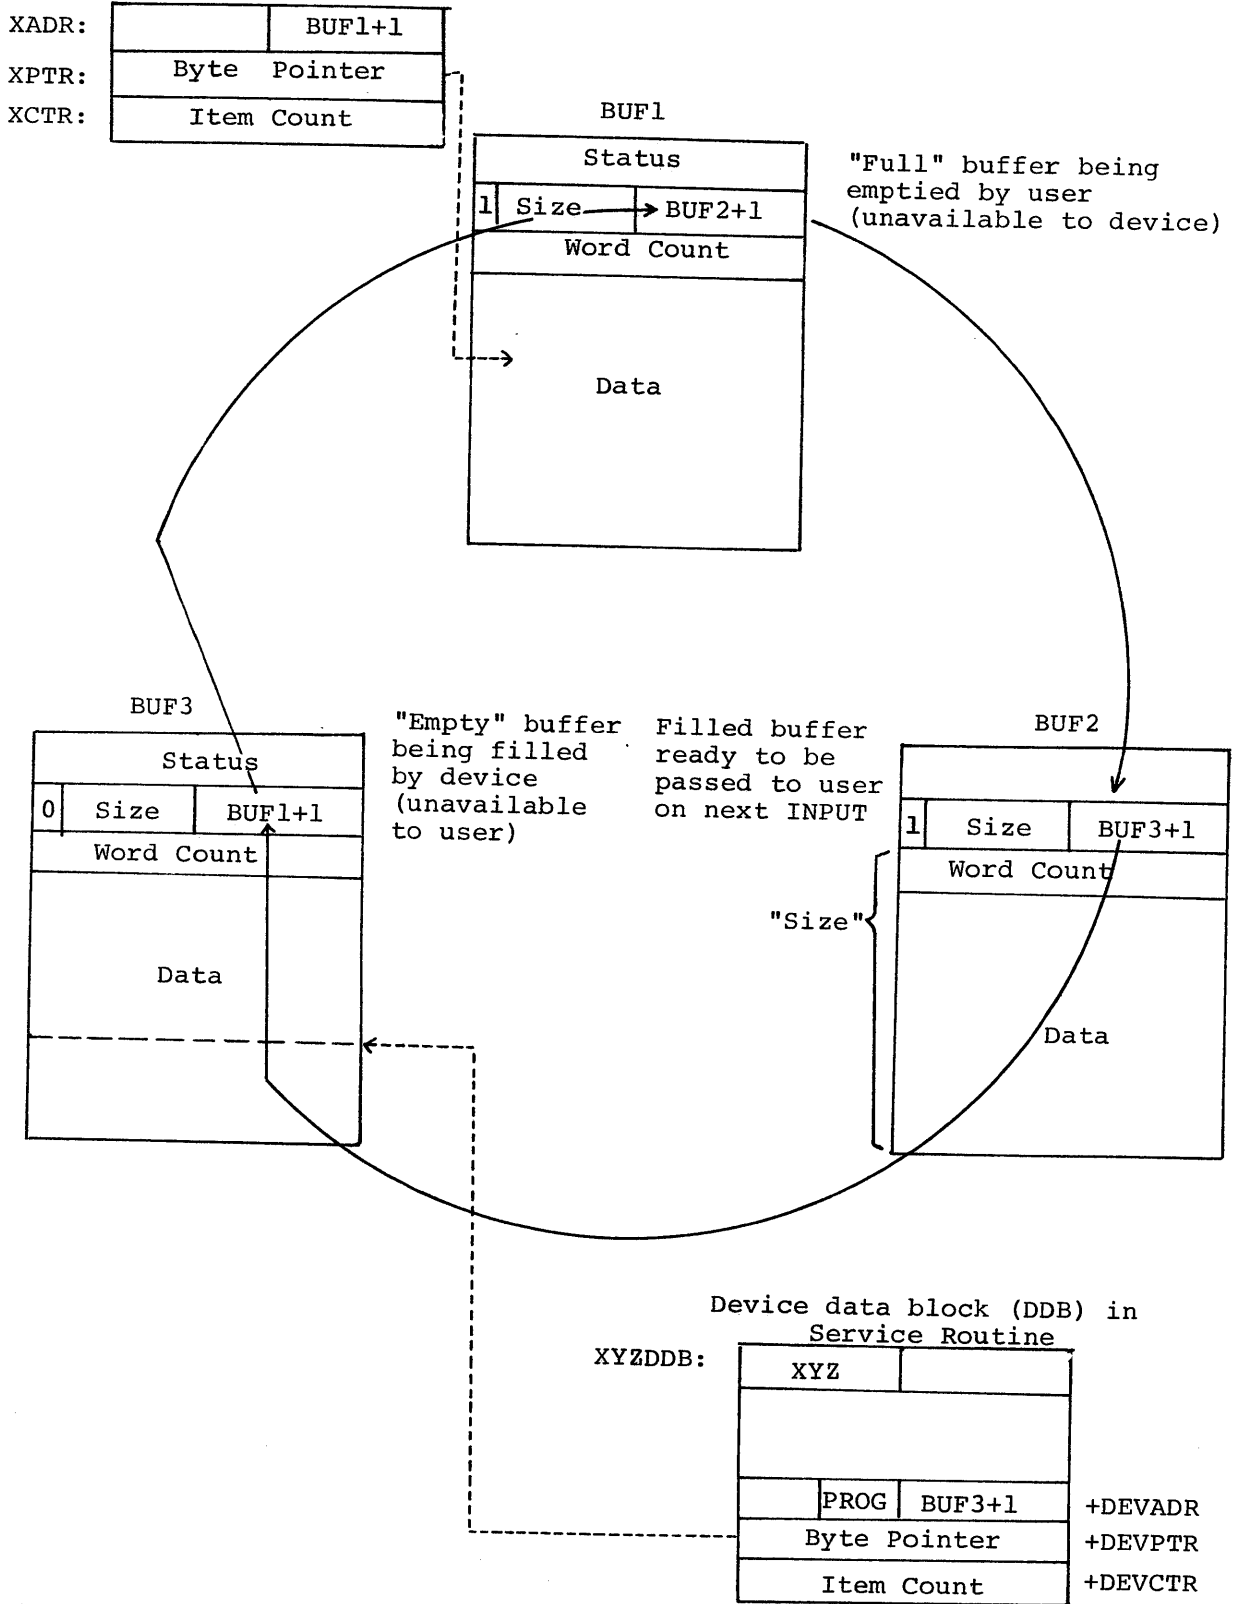 XADR: BUF1+1
XPTR: Byte Pointer
XCTR: Item Count
BUF1
Status
1 Size BUF2+1
Word Count
Data
"Full" buffer being
emptied by user
(unavailable to device)
BUF3
Status
0 Size BUF1+1
Word Count
Data
"Empty" buffer
being filled
by device
(unavailable
to user)
Filled buffer
ready to be
passed to user
on next INPUT
BUF2
1 Size BUF3+1
Word Count
"Size"
Data
Device data block (DDB) in
Service Routine
XYZDDB: XYZ
PROG BUF3+1 +DEVADR
Byte Pointer +DEVPTR
Item Count +DEVCTR